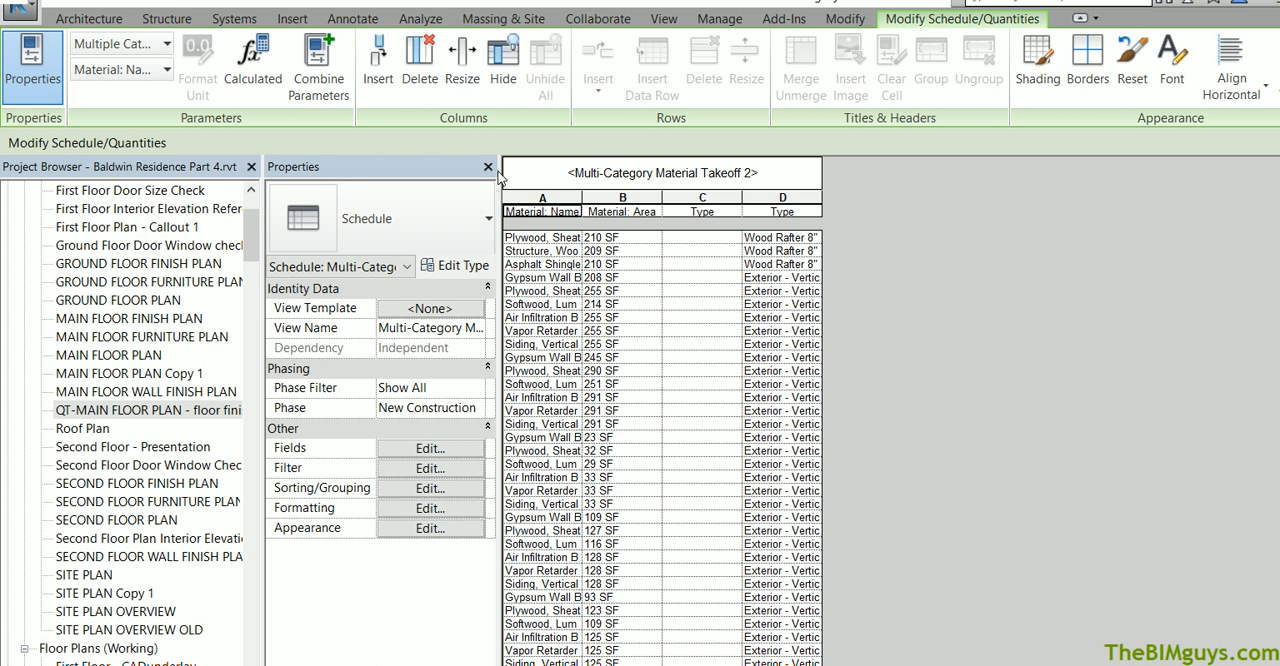 Architecture Structure Systems Insert Annotate Analyze Massing & Site Collaborate View Manage Add-Ins Modify Modify Schedule/Quantities
Multiple Cat...
Material: Na...
Properties
Format Unit
Calculated
Combine Parameters
Insert
Delete
Resize
Hide
Unhide All
Insert
Insert Data Row
Delete
Resize
Merge Unmerge
Insert Image
Clear Cell
Group
Ungroup
Shading
Borders
Reset
Font
Align Horizontal
Properties Parameters Columns Rows Titles & Headers Appearance
Modify Schedule/Quantities
Project Browser - Baldwin Residence Part 4.rvt
First Floor Door Size Check
First Floor Interior Elevation Refer
First Floor Plan - Callout 1
Ground Floor Door Window chec
GROUND FLOOR FINISH PLAN
GROUND FLOOR FURNITURE PLAN
GROUND FLOOR PLAN
MAIN FLOOR FINISH PLAN
MAIN FLOOR FURNITURE PLAN
MAIN FLOOR PLAN
MAIN FLOOR PLAN Copy 1
MAIN FLOOR WALL FINISH PLAN
QT-MAIN FLOOR PLAN - floor fini
Roof Plan
Second Floor - Presentation
Second Floor Door Window Chec
SECOND FLOOR FINISH PLAN
SECOND FLOOR FURNITURE PLAN
SECOND FLOOR PLAN
Second Floor Plan Interior Elevati
SECOND FLOOR WALL FINISH PLA
SITE PLAN
SITE PLAN Copy 1
SITE PLAN OVERVIEW
SITE PLAN OVERVIEW OLD
Floor Plans (Working)
First Floor - CADunderlay
Properties
Schedule
Schedule: Multi-Categ
Edit Type
Identity Data
View Template <None>
View Name Multi-Category M...
Dependency Independent
Phasing
Phase Filter Show All
Phase New Construction
Other
Fields Edit...
Filter Edit...
Sorting/Grouping Edit...
Formatting Edit...
Appearance Edit...
<Multi-Category Material Takeoff 2>
A B C D
Material: Name Material: Area Type Type
Plywood, Sheat 210 SF Wood Rafter 8"
Structure, Woo 209 SF Wood Rafter 8"
Asphalt Shingle 210 SF Wood Rafter 8"
Gypsum Wall B 208 SF Exterior - Vertic
Plywood, Sheat 255 SF Exterior - Vertic
Softwood, Lum 214 SF Exterior - Vertic
Air Infiltration B 255 SF Exterior - Vertic
Vapor Retarder 255 SF Exterior - Vertic
Siding, Vertical 255 SF Exterior - Vertic
Gypsum Wall B 245 SF Exterior - Vertic
Plywood, Sheat 290 SF Exterior - Vertic
Softwood, Lum 251 SF Exterior - Vertic
Air Infiltration B 291 SF Exterior - Vertic
Vapor Retarder 291 SF Exterior - Vertic
Siding, Vertical 291 SF Exterior - Vertic
Gypsum Wall B 23 SF Exterior - Vertic
Plywood, Sheat 32 SF Exterior - Vertic
Softwood, Lum 29 SF Exterior - Vertic
Air Infiltration B 33 SF Exterior - Vertic
Vapor Retarder 33 SF Exterior - Vertic
Siding, Vertical 33 SF Exterior - Vertic
Gypsum Wall B 109 SF Exterior - Vertic
Plywood, Sheat 127 SF Exterior - Vertic
Softwood, Lum 116 SF Exterior - Vertic
Air Infiltration B 128 SF Exterior - Vertic
Vapor Retarder 128 SF Exterior - Vertic
Siding, Vertical 128 SF Exterior - Vertic
Gypsum Wall B 93 SF Exterior - Vertic
Plywood, Sheat 123 SF Exterior - Vertic
Softwood, Lum 109 SF Exterior - Vertic
Air Infiltration B 125 SF Exterior - Vertic
Vapor Retarder 125 SF Exterior - Vertic
Siding, Vertical 125 SF Exterior - Vertic
TheBIMguys.com